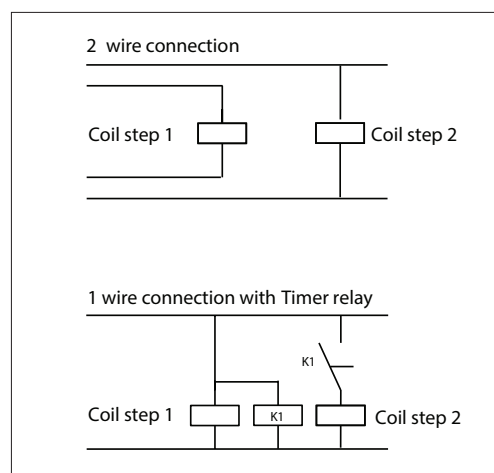 2 wire connection
Coil step 1
Coil step 2
1 wire connection with Timer relay
K1
Coil step 1
K1
Coil step 2